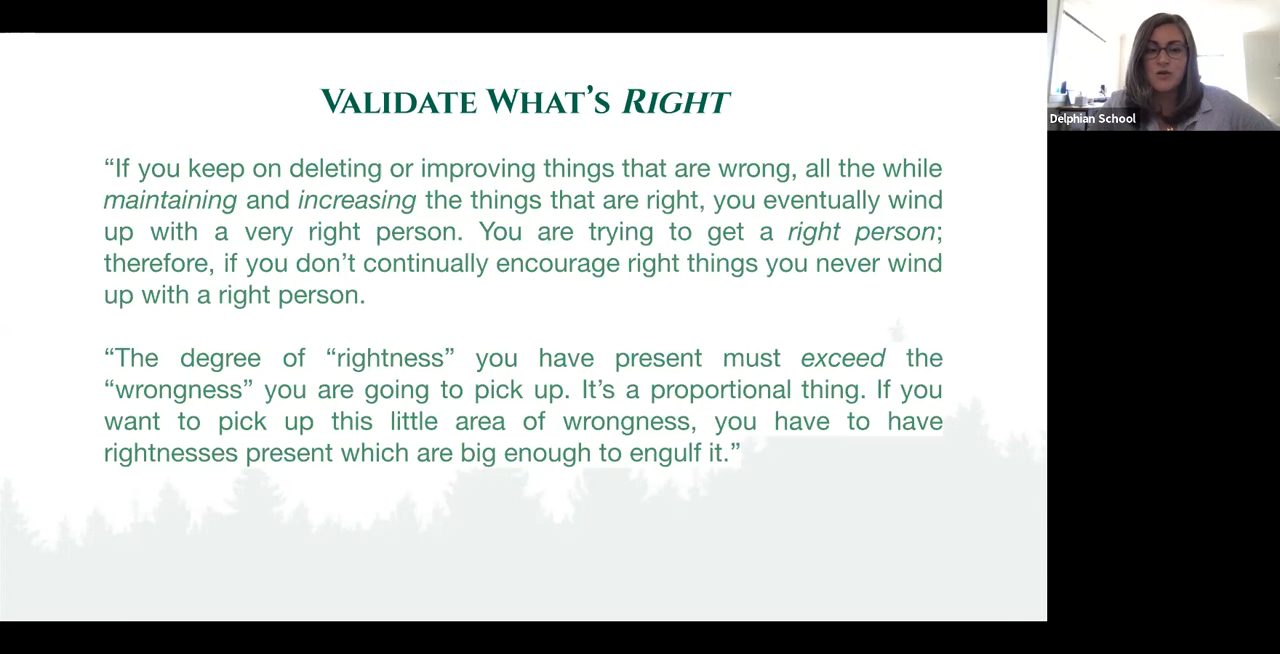 VALIDATE WHAT'S RIGHT
Delphian School
“If you keep on deleting or improving things that are wrong, all the while
maintaining and increasing the things that are right, you eventually wind
up with a very right person. You are trying to get a right person;
therefore, if you don’t continually encourage right things you never wind
up with a right person.
“The degree of “rightness” you have present must exceed the
“wrongness” you are going to pick up. It’s a proportional thing. If you
want to pick up this little area of wrongness, you have to have
rightnesses present which are big enough to engulf it.”